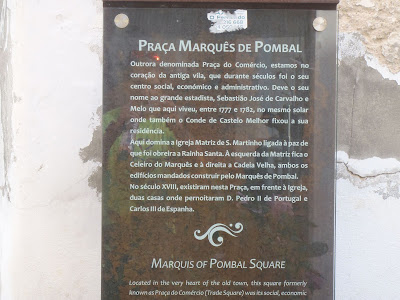 PRAÇA MARQUÊS DE POMBAL
Outrora denominada Praça do Comércio, estamos no
coração da antiga vila, que durante séculos foi o seu
centro social, económico e administrativo. Deve o seu
nome ao grande estadista, Sebastião José de Carvalho e
Melo que aqui viveu, entre 1777 e 1782, no mesmo solar
onde também o Conde de Castelo Melhor fixou a sua
residência.
Aqui domina a Igreja Matriz de S. Martinho ligada à paz de
que foi obreira a Rainha Santa. À esquerda da Matriz fica o
Celeiro do Marquês e à direita a Cadeia Velha, ambos os
edifícios mandados construir pelo Marquês de Pombal.
No século XVIII, existiram nesta Praça, em frente à Igreja,
duas casas onde pernoitaram D. Pedro II de Portugal e
Carlos III de Espanha.
MARQUIS OF POMBAL SQUARE
Located in the very heart of the old town, this square formerly
known as Praça do Comércio (Trade Square) was its social, economic